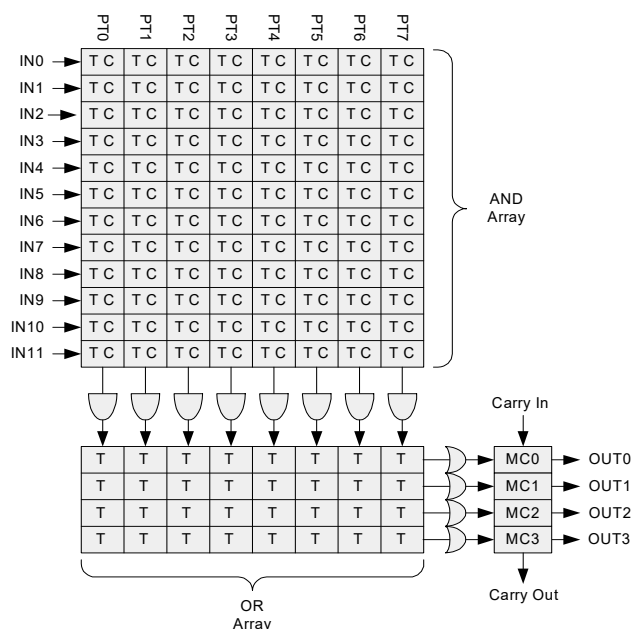 PT0 PT1 PT2 PT3 PT4 PT5 PT6 PT7
IN0 T C T C T C T C T C T C T C T C
IN1 T C T C T C T C T C T C T C T C
IN2 T C T C T C T C T C T C T C T C
IN3 T C T C T C T C T C T C T C T C
IN4 T C T C T C T C T C T C T C T C
IN5 T C T C T C T C T C T C T C T C
IN6 T C T C T C T C T C T C T C T C
IN7 T C T C T C T C T C T C T C T C
IN8 T C T C T C T C T C T C T C T C
IN9 T C T C T C T C T C T C T C T C
IN10 T C T C T C T C T C T C T C T C
IN11 T C T C T C T C T C T C T C T C
AND
Array
Carry In
T T T T T T T T MC0 OUT0
T T T T T T T T MC1 OUT1
T T T T T T T T MC2 OUT2
T T T T T T T T MC3 OUT3
Carry Out
OR
Array